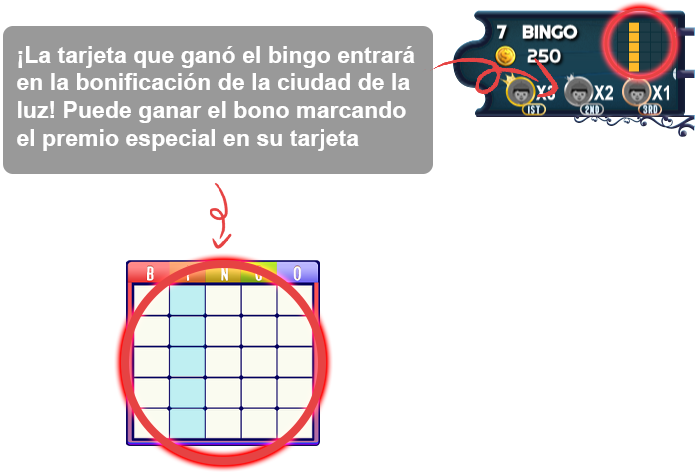 7 BINGO
250
X3 X2 X1
1ST 2ND 3RD
¡La tarjeta que ganó el bingo entrará
en la bonificación de la ciudad de la
luz! Puede ganar el bono marcando
el premio especial en su tarjeta
B I N G O